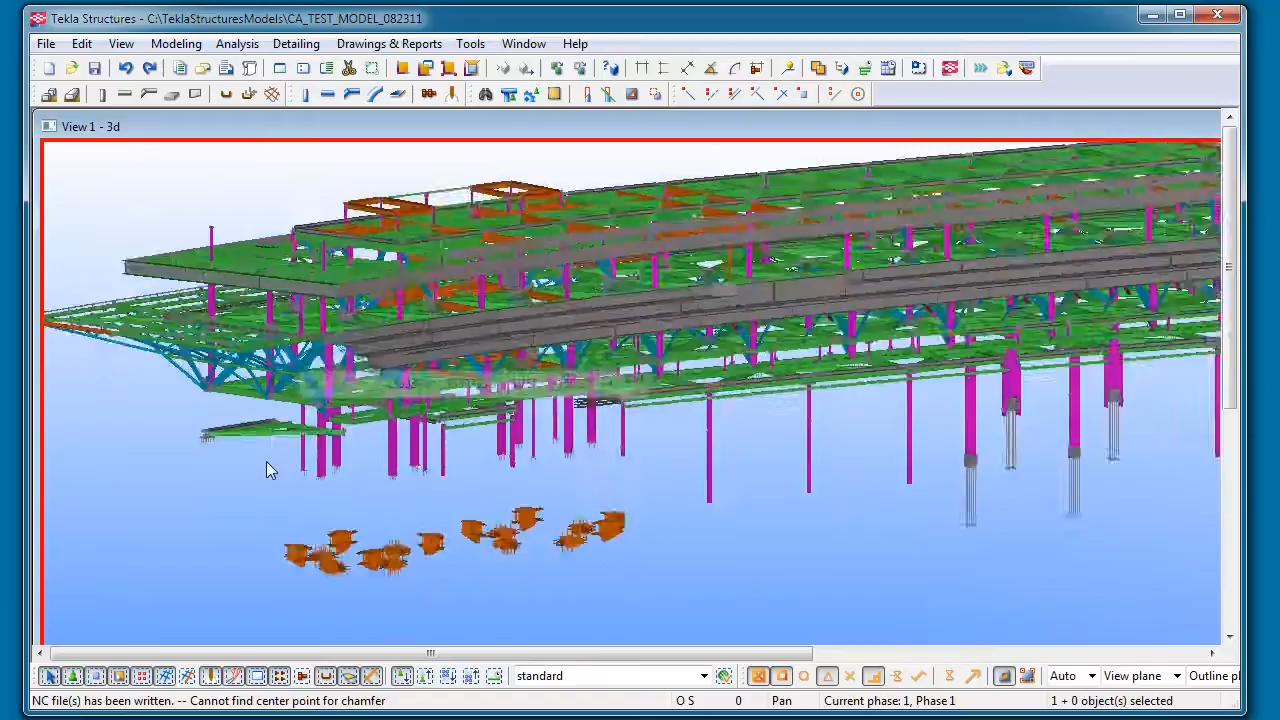 Tekla Structures - C:\TeklaStructuresModels\CA_TEST_MODEL_082311
File Edit View Modeling Analysis Detailing Drawings & Reports Tools Window Help
View 1 - 3d
standard Auto View plane Outline pl
NC file(s) has been written. -- Cannot find center point for chamfer O S 0 Pan Current phase: 1, Phase 1 1 + 0 object(s) selected